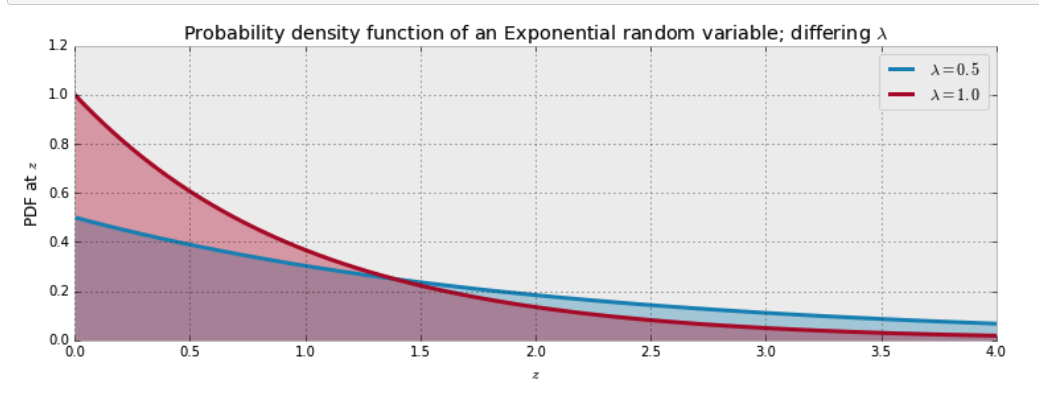 Probability density function of an Exponential random variable; differing λ
1.2
1.0
0.8
0.6
0.4
0.2
0.0
PDF at z
λ=0.5
λ=1.0
0.0 0.5 1.0 1.5 2.0 2.5 3.0 3.5 4.0
z